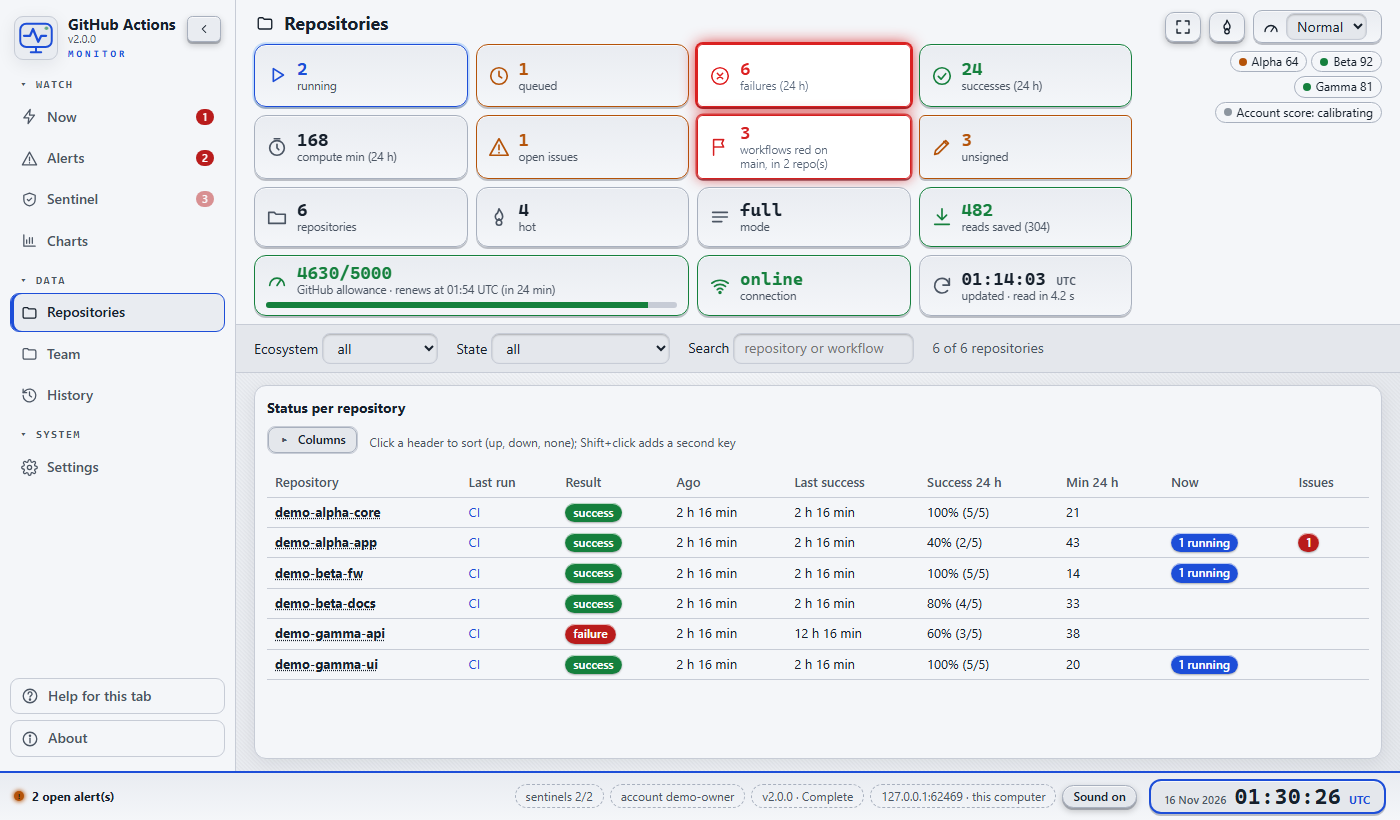 GitHub Actions
v2.0.0
MONITOR
WATCH
Now 1
Alerts 2
Sentinel 3
Charts
DATA
Repositories
Team
History
SYSTEM
Settings
Help for this tab
About
Repositories
Normal
Alpha 64
Beta 92
Gamma 81
Account score: calibrating
2
running
1
queued
6
failures (24 h)
24
successes (24 h)
168
compute min (24 h)
1
open issues
3
workflows red on
main, in 2 repo(s)
3
unsigned
6
repositories
4
hot
full
mode
482
reads saved (304)
4630/5000
GitHub allowance · renews at 01:54 UTC (in 24 min)
online
connection
01:14:03 UTC
updated · read in 4.2 s
Ecosystem all State all Search repository or workflow 6 of 6 repositories
Status per repository
Columns Click a header to sort (up, down, none); Shift+click adds a second key
Repository Last run Result Ago Last success Success 24 h Min 24 h Now Issues
demo-alpha-core CI success 2 h 16 min 2 h 16 min 100% (5/5) 21
demo-alpha-app CI success 2 h 16 min 2 h 16 min 40% (2/5) 43 1 running 1
demo-beta-fw CI success 2 h 16 min 2 h 16 min 100% (5/5) 14 1 running
demo-beta-docs CI success 2 h 16 min 2 h 16 min 80% (4/5) 33
demo-gamma-api CI failure 2 h 16 min 12 h 16 min 60% (3/5) 38
demo-gamma-ui CI success 2 h 16 min 2 h 16 min 100% (5/5) 20 1 running
2 open alert(s)
sentinels 2/2
account demo-owner
v2.0.0 · Complete
127.0.0.1:62469 · this computer
Sound on
16 Nov 2026 01:30:26 UTC